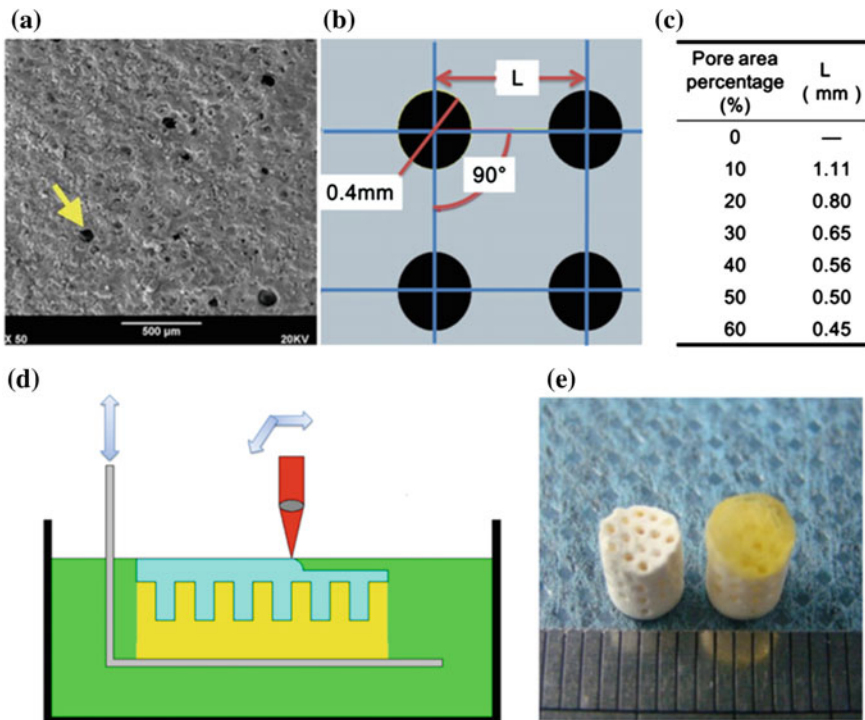 (a)
500 µm
X 50
20KV
(b)
L
0.4mm
90°
(c)
Pore area percentage (%)
L ( mm )
0 —
10 1.11
20 0.80
30 0.65
40 0.56
50 0.50
60 0.45
(d)
(e)